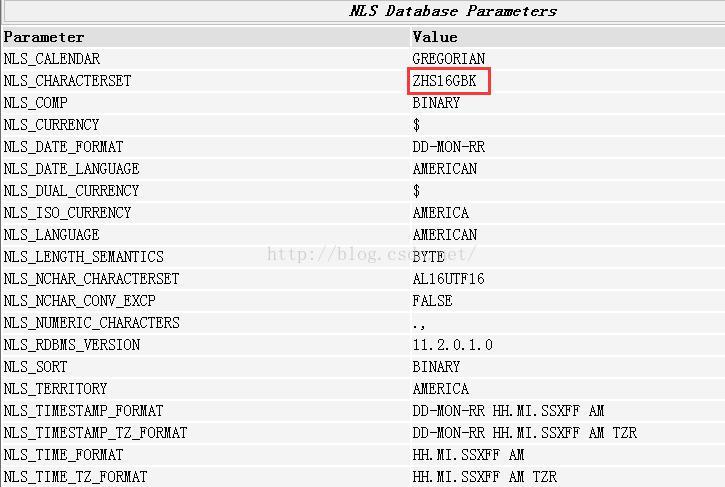 NLS Database Parameters
Parameter Value
NLS_CALENDAR GREGORIAN
NLS_CHARACTERSET ZHS16GBK
NLS_COMP BINARY
NLS_CURRENCY $
NLS_DATE_FORMAT DD-MON-RR
NLS_DATE_LANGUAGE AMERICAN
NLS_DUAL_CURRENCY $
NLS_ISO_CURRENCY AMERICA
NLS_LANGUAGE AMERICAN
http://blog.csdn.net/
NLS_LENGTH_SEMANTICS BYTE
NLS_NCHAR_CHARACTERSET AL16UTF16
NLS_NCHAR_CONV_EXCP FALSE
NLS_NUMERIC_CHARACTERS .,
NLS_RDBMS_VERSION 11.2.0.1.0
NLS_SORT BINARY
NLS_TERRITORY AMERICA
NLS_TIMESTAMP_FORMAT DD-MON-RR HH.MI.SSXFF AM
NLS_TIMESTAMP_TZ_FORMAT DD-MON-RR HH.MI.SSXFF AM TZR
NLS_TIME_FORMAT HH.MI.SSXFF AM
NLS_TIME_TZ_FORMAT HH.MI.SSXFF AM TZR